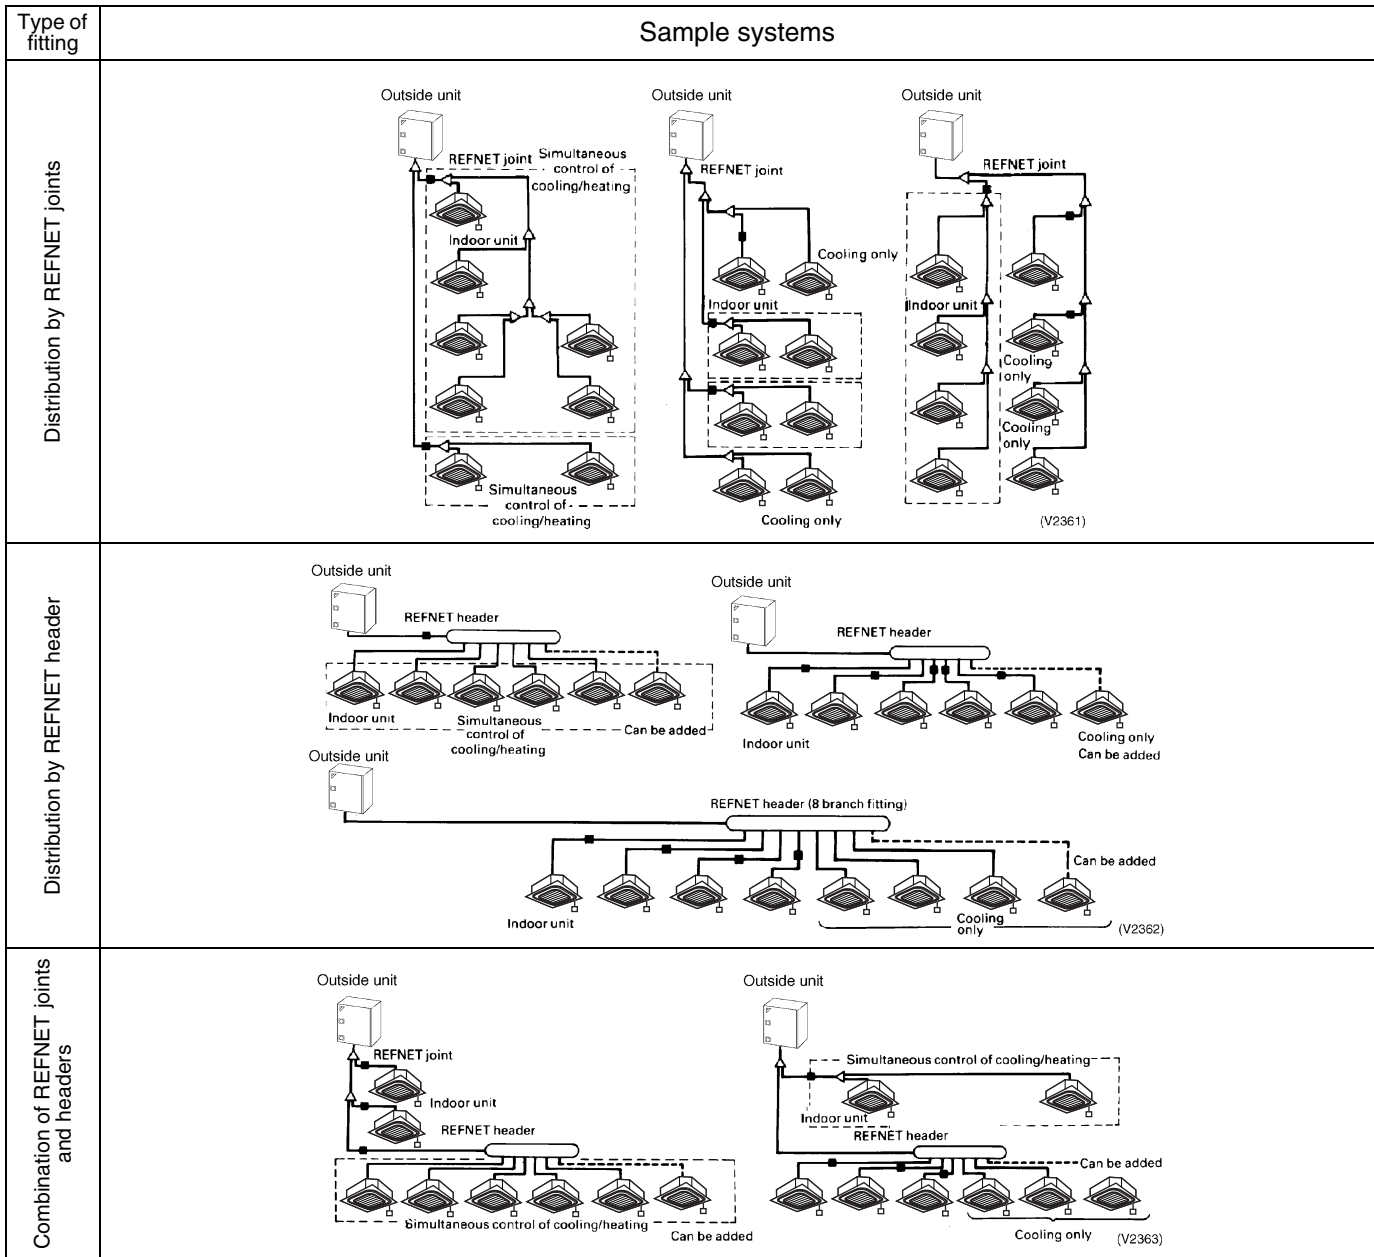 Type of
fitting
Sample systems
Distribution by REFNET joints
Outside unit
REFNET joint
Simultaneous
control of
cooling/heating
Indoor unit
Simultaneous
control of
cooling/heating
Outside unit
REFNET joint
Cooling only
Indoor unit
Cooling only
Outside unit
REFNET joint
Indoor unit
Cooling
only
Cooling
only
(V2361)
Distribution by REFNET header
Outside unit
REFNET header
Indoor unit
Simultaneous
control of
cooling/heating
Can be added
Outside unit
REFNET header
Indoor unit
Cooling only
Can be added
Outside unit
REFNET header (8 branch fitting)
Can be added
Indoor unit
Cooling
only
(V2362)
Combination of REFNET joints
and headers
Outside unit
REFNET joint
Indoor unit
REFNET header
Simultaneous control of cooling/heating
Can be added
Outside unit
Simultaneous control of cooling/heating
Indoor unit
REFNET header
Can be added
Cooling only
(V2363)